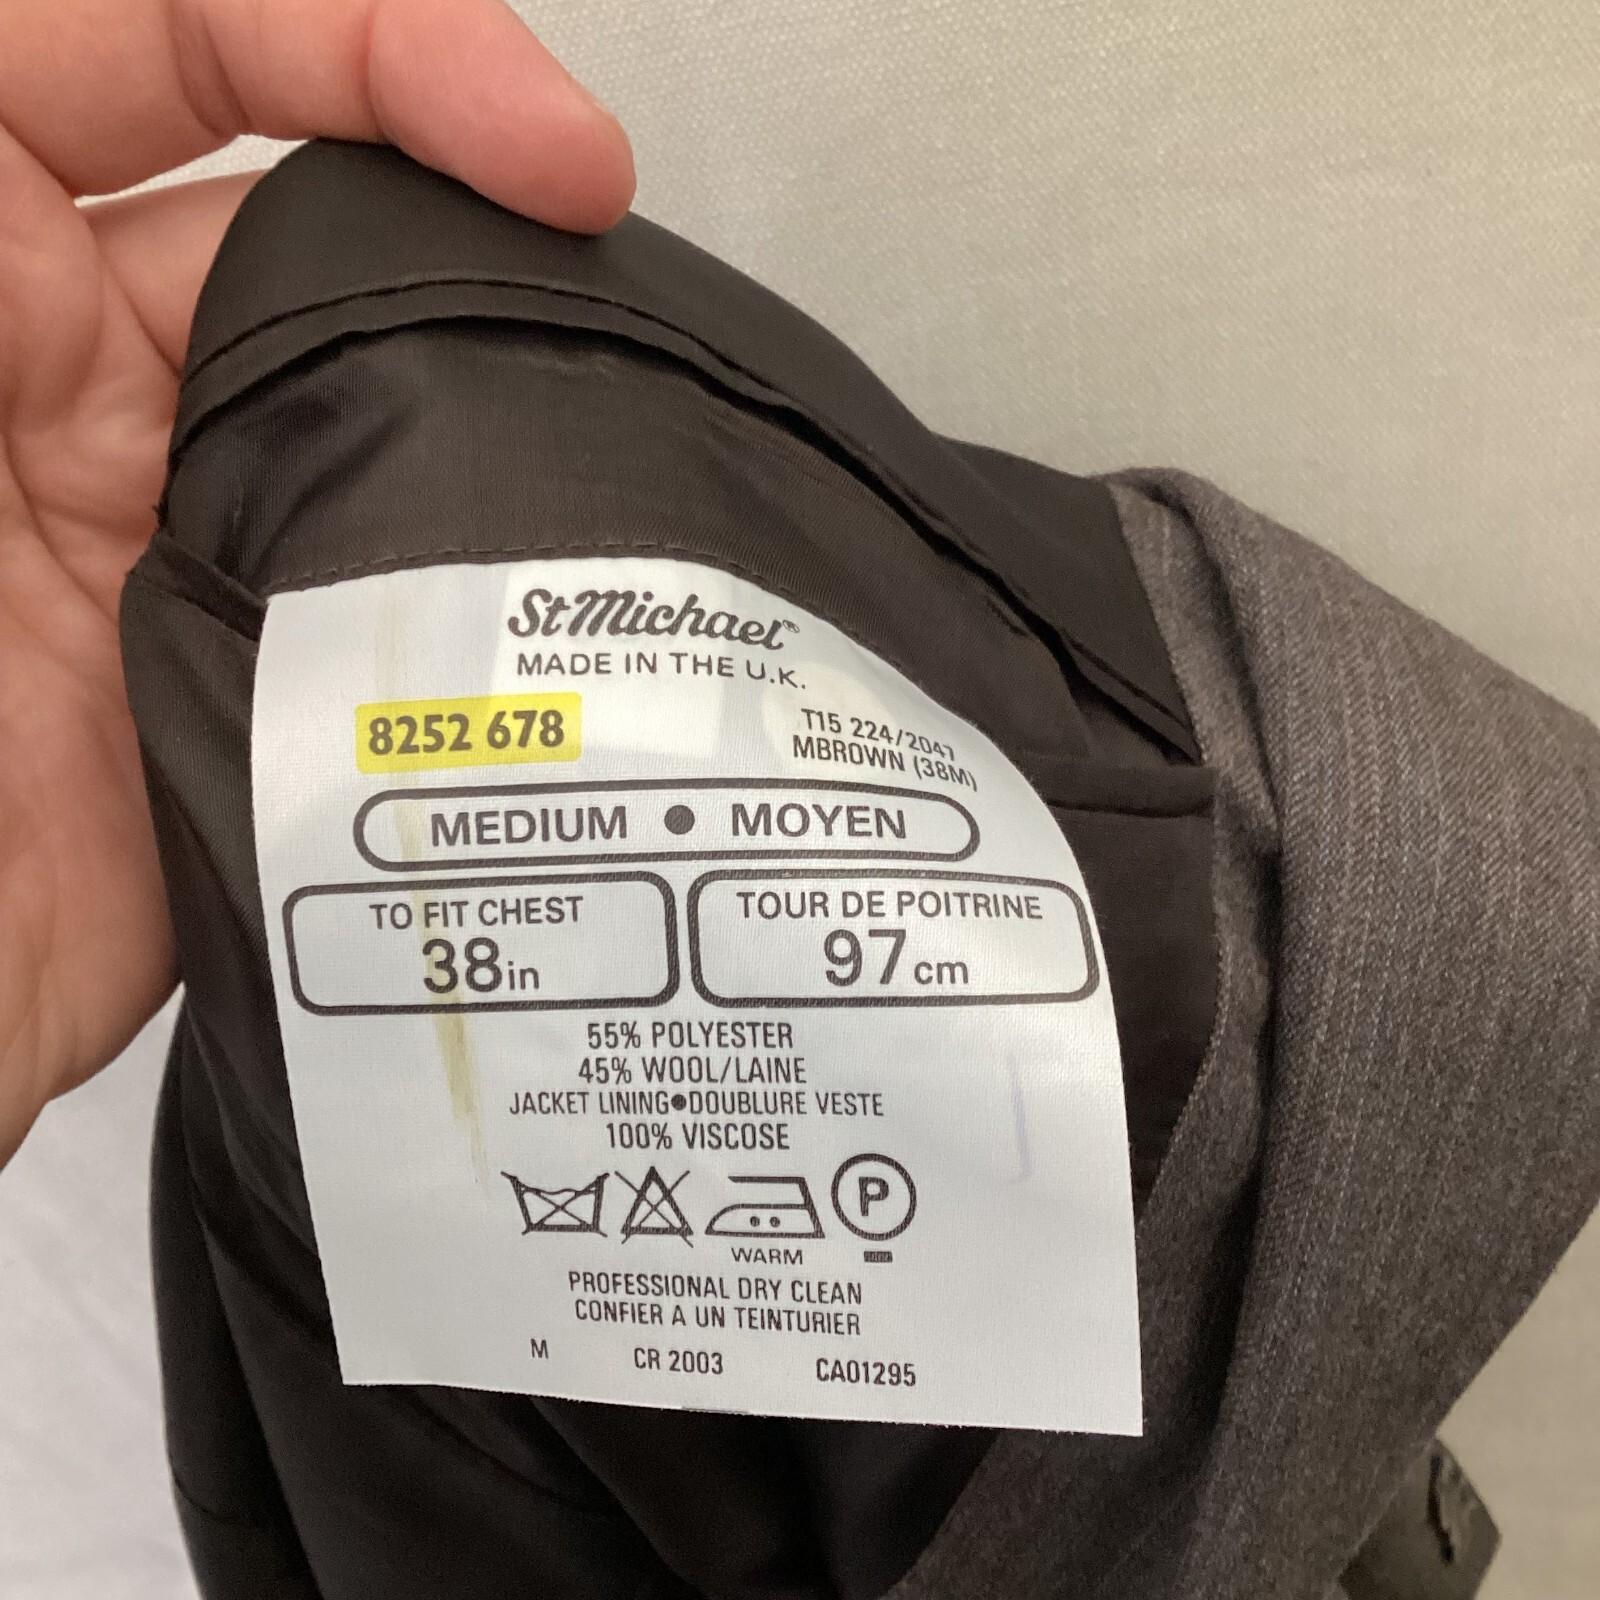 St Michael®
MADE IN THE U.K.
8252 678
T15 224/2047
MBROWN (38M)
MEDIUM ● MOYEN
TO FIT CHEST
38in
TOUR DE POITRINE
97cm
55% POLYESTER
45% WOOL/LAINE
JACKET LINING●DOUBLURE VESTE
100% VISCOSE
P
WARM
PROFESSIONAL DRY CLEAN
CONFIER A UN TEINTURIER
M CR 2003 CA01295